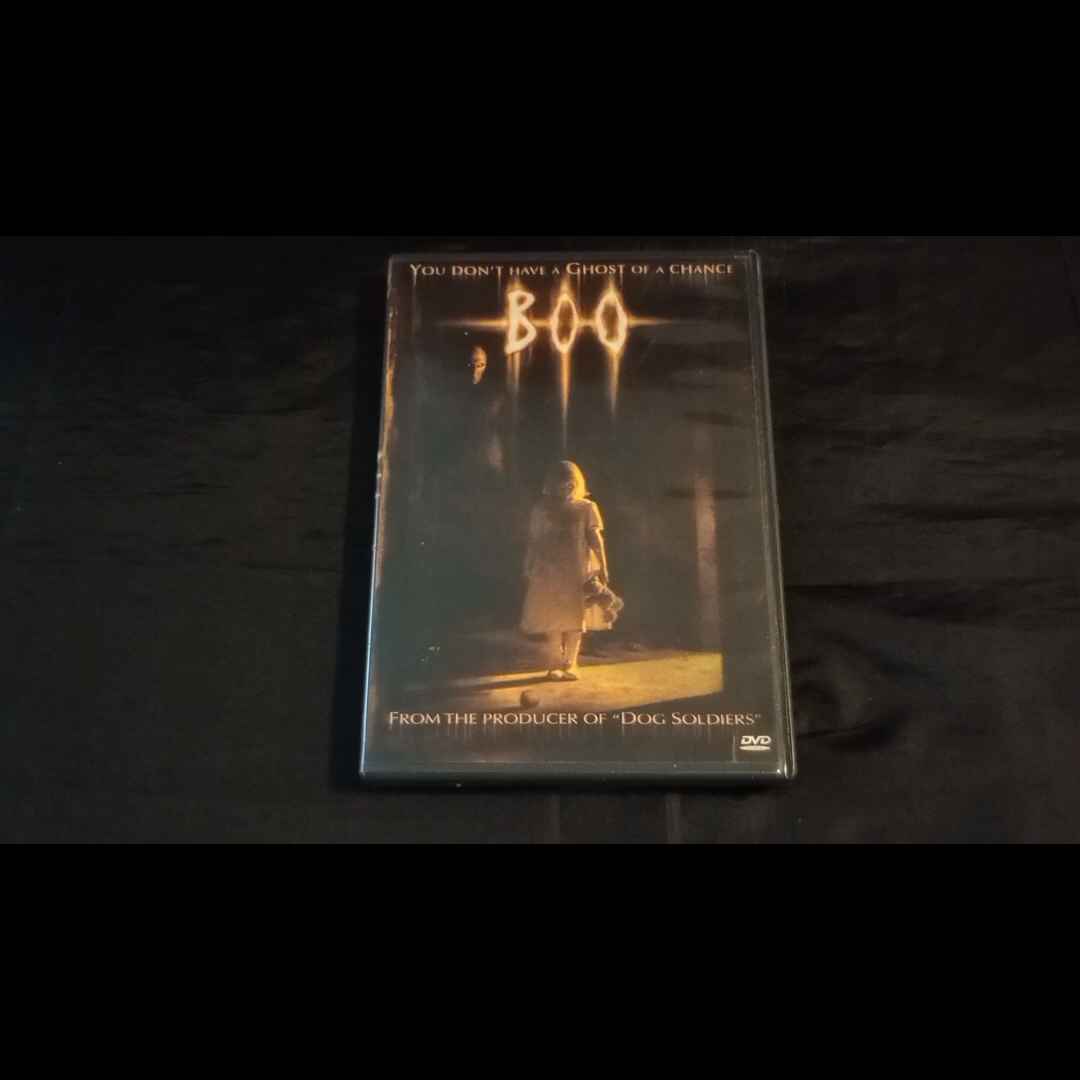 You don't have a Ghost of a chance
BOO
From the producer of "Dog Soldiers"
DVD